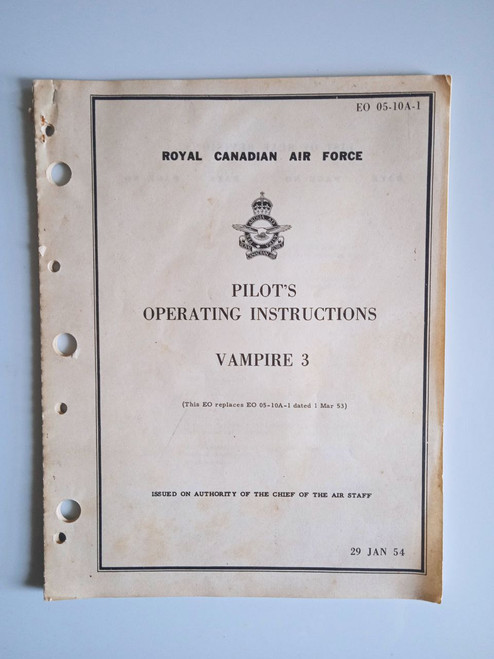 EO 05-10A-1
ROYAL CANADIAN AIR FORCE
PILOT'S
OPERATING INSTRUCTIONS
VAMPIRE 3
(This EO replaces EO 05-10A-1 dated 1 Mar 53)
ISSUED ON AUTHORITY OF THE CHIEF OF THE AIR STAFF
29 JAN 54